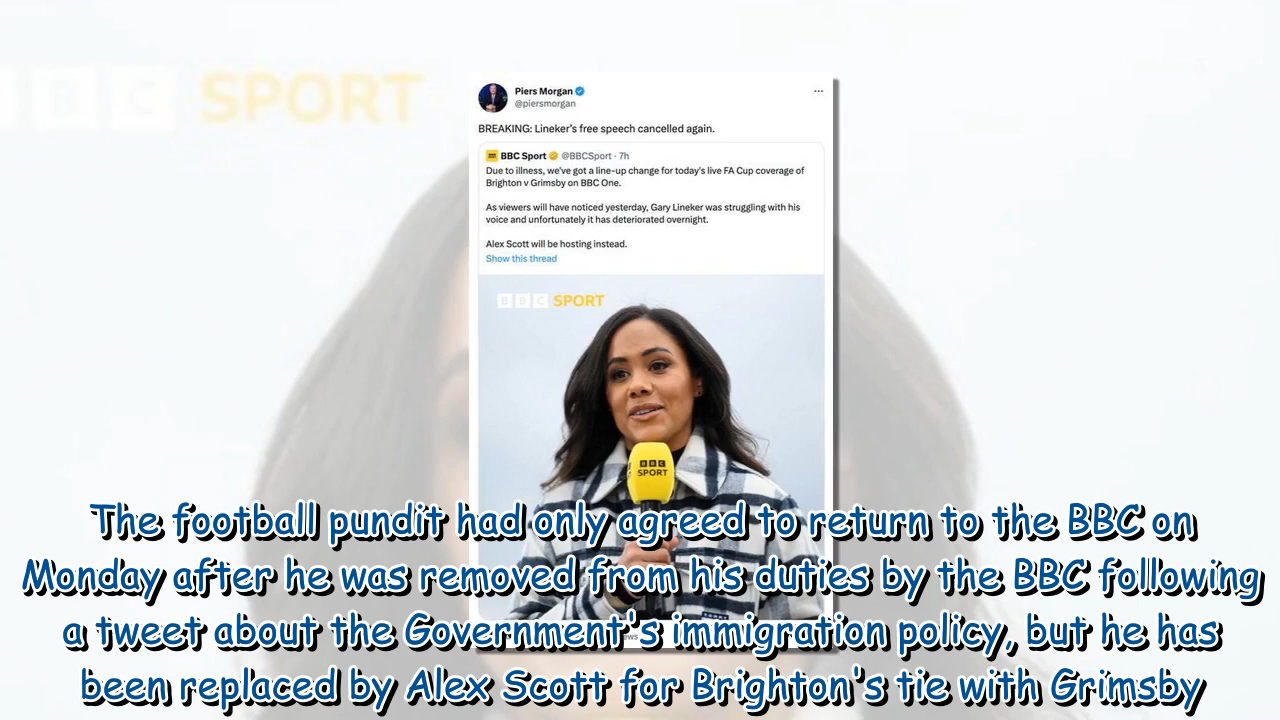 BBC SPORT
Piers Morgan
@piersmorgan
BREAKING: Lineker's free speech cancelled again.
BBC Sport @BBCSport · 7h
Due to illness, we've got a line-up change for today's live FA Cup coverage of
Brighton v Grimsby on BBC One.
As viewers will have noticed yesterday, Gary Lineker was struggling with his
voice and unfortunately it has deteriorated overnight.
Alex Scott will be hosting instead.
Show this thread
BBC SPORT
BBC
SPORT
The football pundit had only agreed to return to the BBC on
Monday after he was removed from his duties by the BBC following
a tweet about the Government's immigration policy, but he has
been replaced by Alex Scott for Brighton's tie with Grimsby